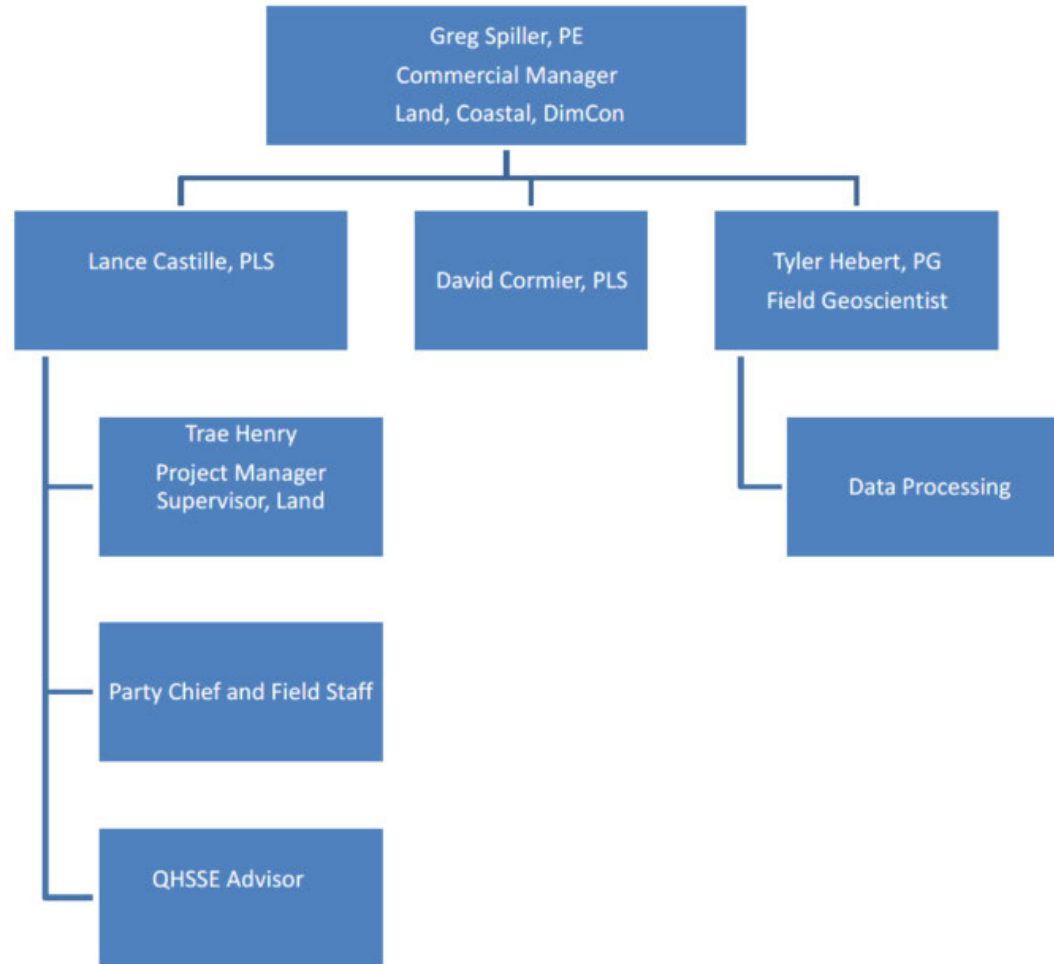 Greg Spiller, PE
Commercial Manager
Land, Coastal, DimCon
Lance Castille, PLS
David Cormier, PLS
Tyler Hebert, PG
Field Geoscientist
Trae Henry
Project Manager
Supervisor, Land
Data Processing
Party Chief and Field Staff
QHSSE Advisor